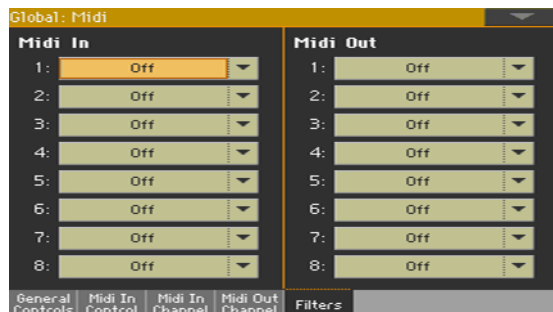 Global: Midi
Midi In
1: Off
2: Off
3: Off
4: Off
5: Off
6: Off
7: Off
8: Off
Midi Out
1: Off
2: Off
3: Off
4: Off
5: Off
6: Off
7: Off
8: Off
General Controls
Midi In Control
Midi In Channel
Midi Out Channel
Filters